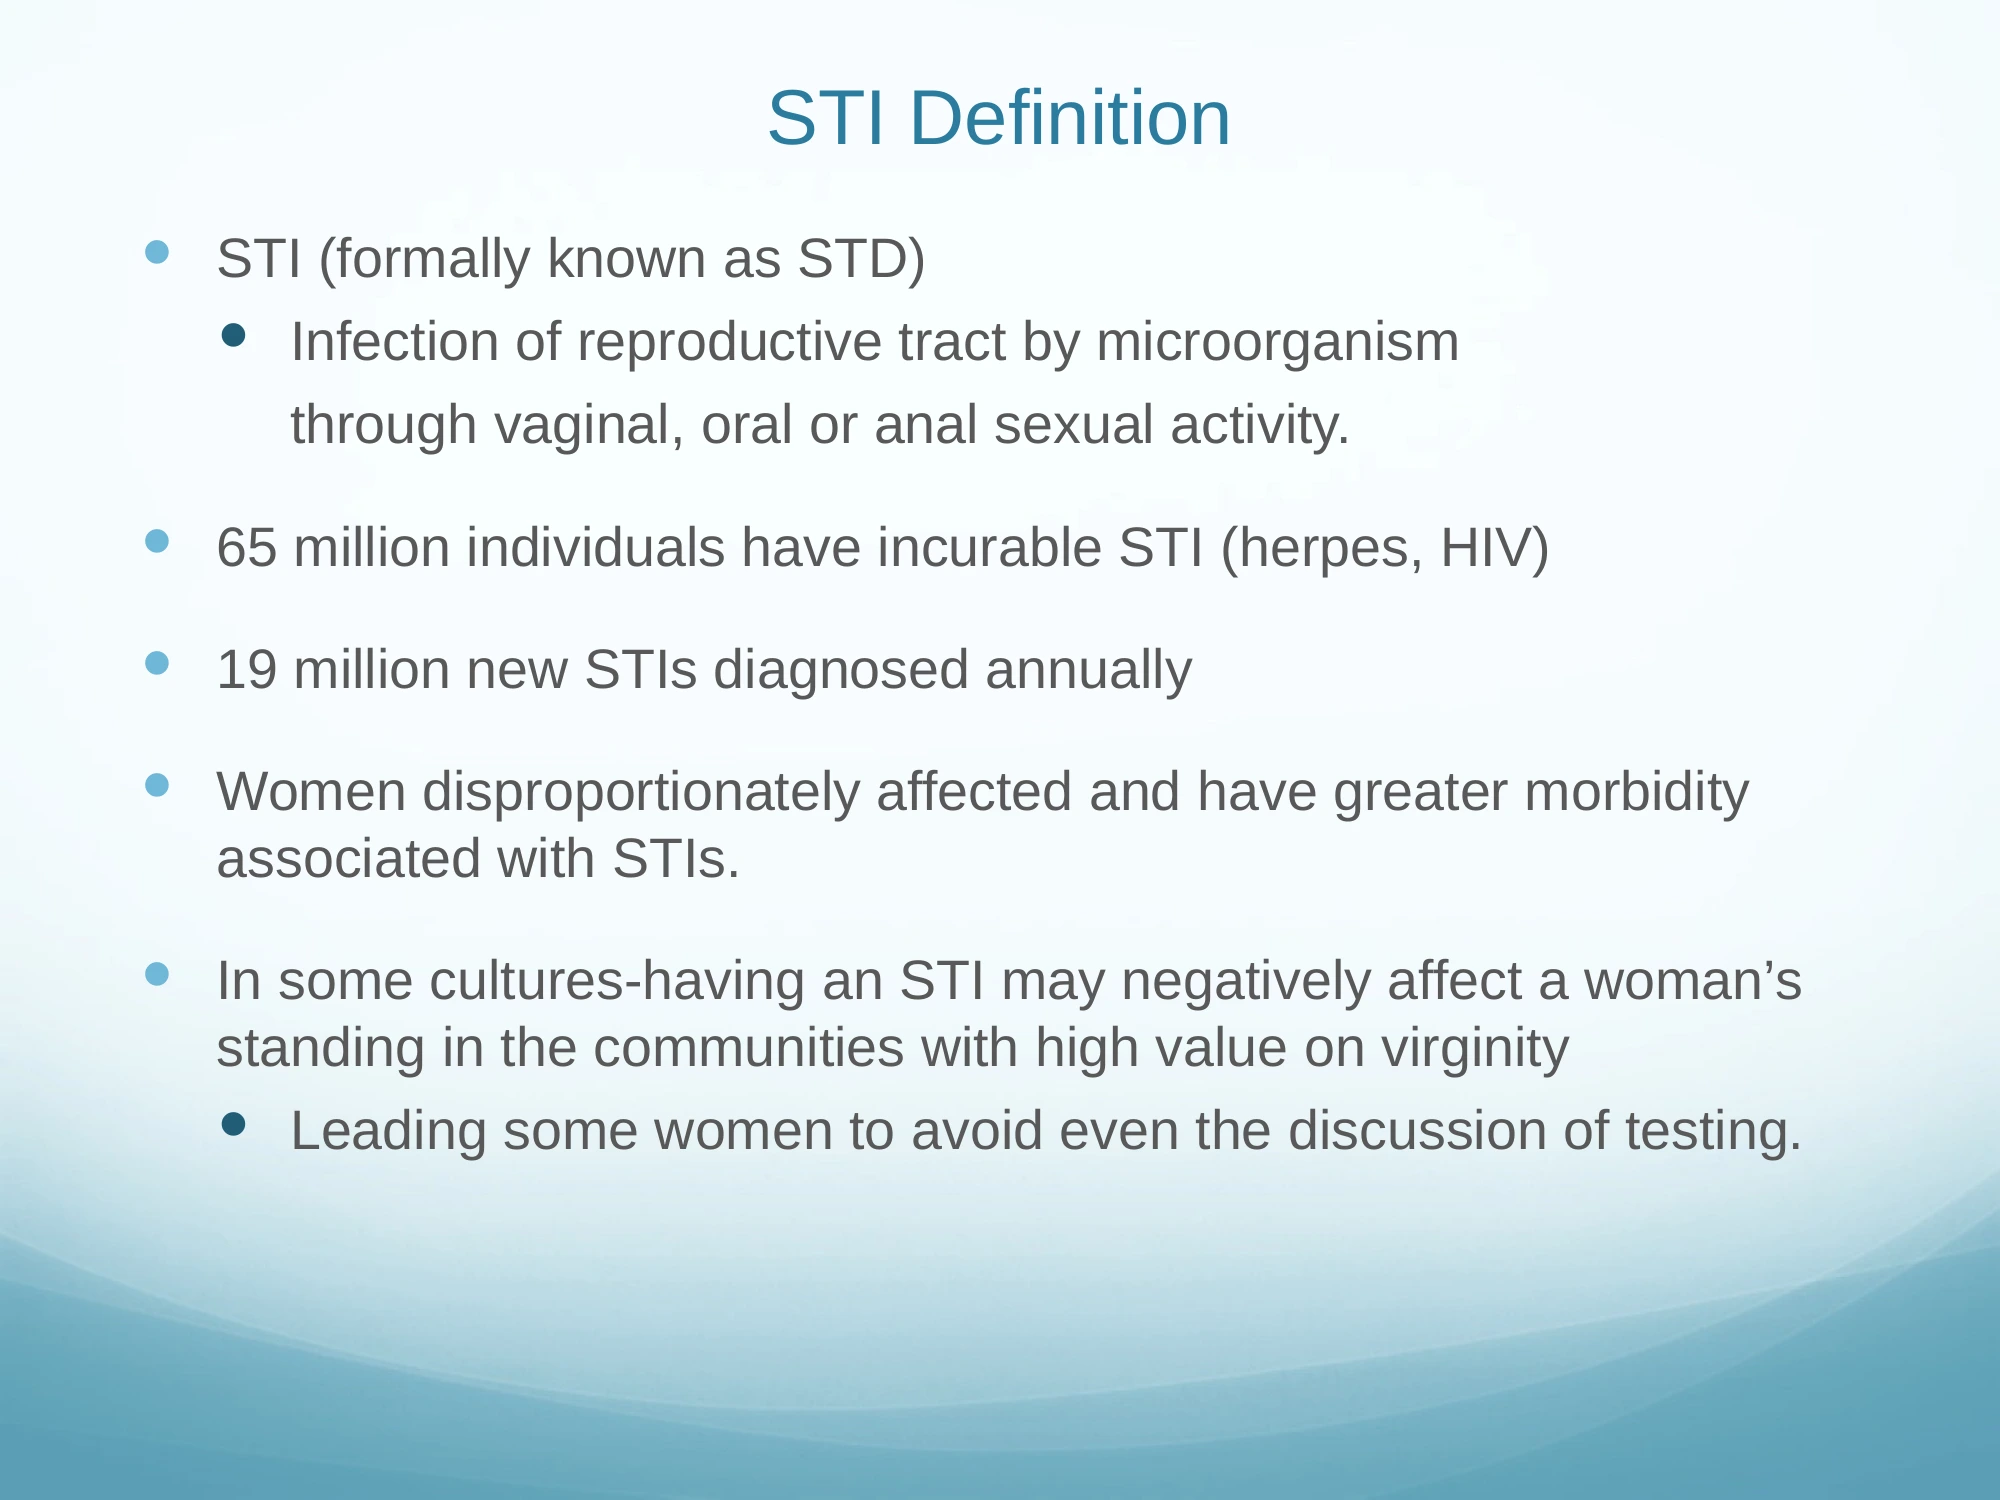 STI Definition
• STI (formally known as STD)
• Infection of reproductive tract by microorganism
through vaginal, oral or anal sexual activity.
• 65 million individuals have incurable STI (herpes, HIV)
• 19 million new STIs diagnosed annually
• Women disproportionately affected and have greater morbidity
associated with STIs.
• In some cultures-having an STI may negatively affect a woman’s
standing in the communities with high value on virginity
• Leading some women to avoid even the discussion of testing.